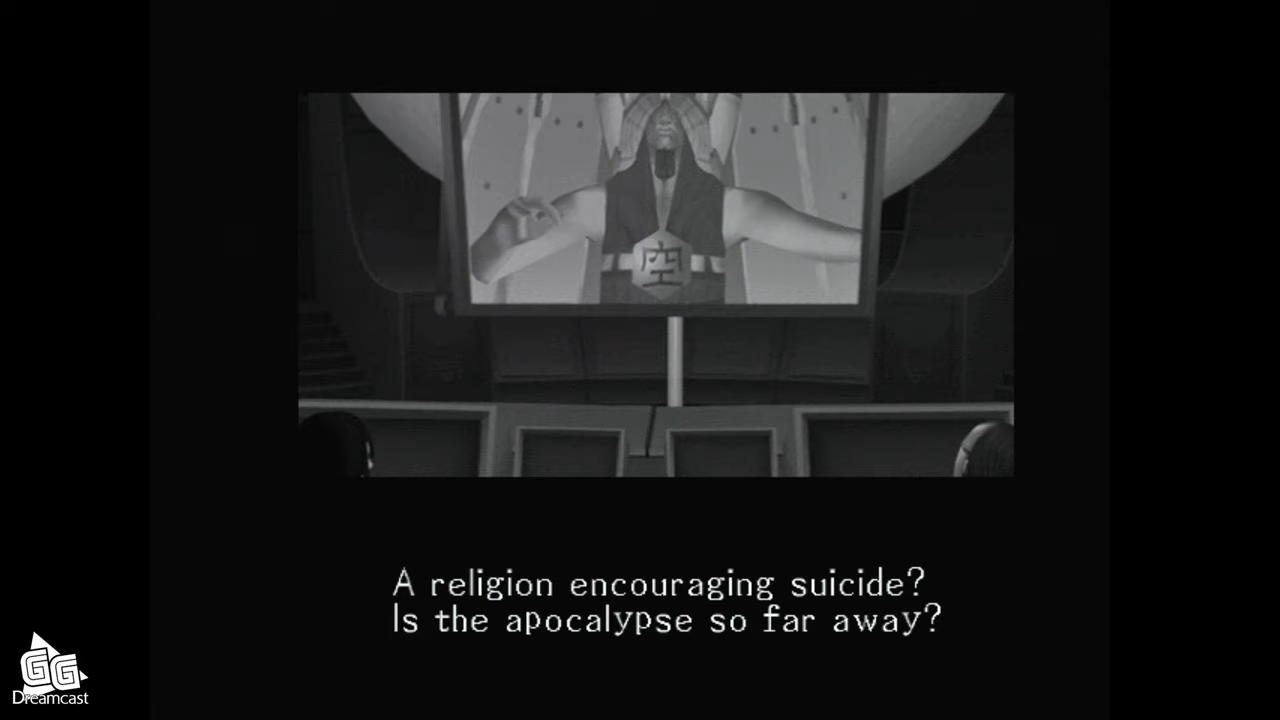 空
A religion encouraging suicide?
Is the apocalypse so far away?
GG
Dreamcast